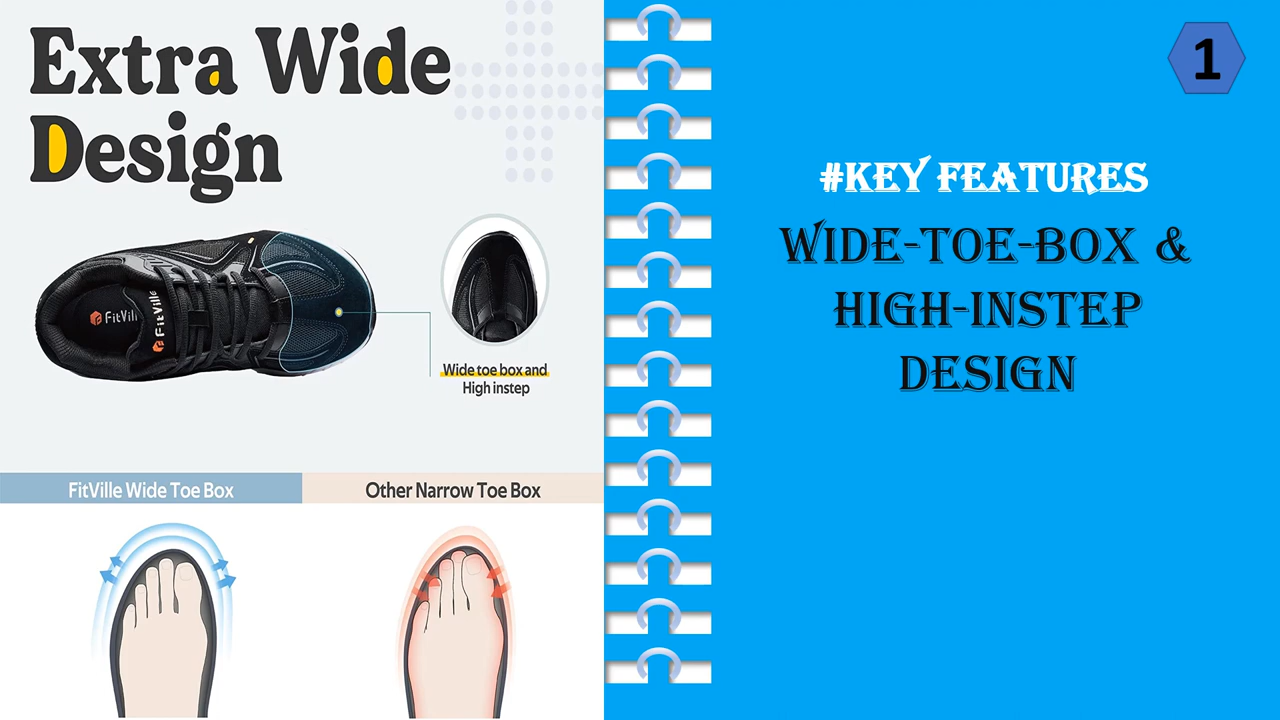 Extra Wide
Design
FitVill
FitVille
Wide toe box and
High instep
FitVille Wide Toe Box
Other Narrow Toe Box
1
#KEY FEATURES
WIDE-TOE-BOX &
HIGH-INSTEP
DESIGN